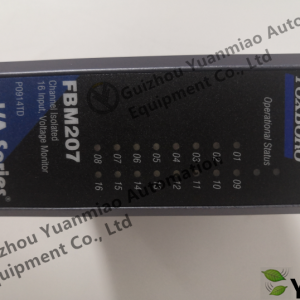 Guizhou Yuanmiao Automation
Equipment Co., Ltd
I/A Series
P0914TD
FBM207
Channel Isolated
16 Input, Voltage Monitor
Operational Status
01 02 03 04 05 06 07 08
09 10 11 12 13 14 15 16
Guizhou Yuanmiao Automation
Equipment Co., Ltd
YUAN